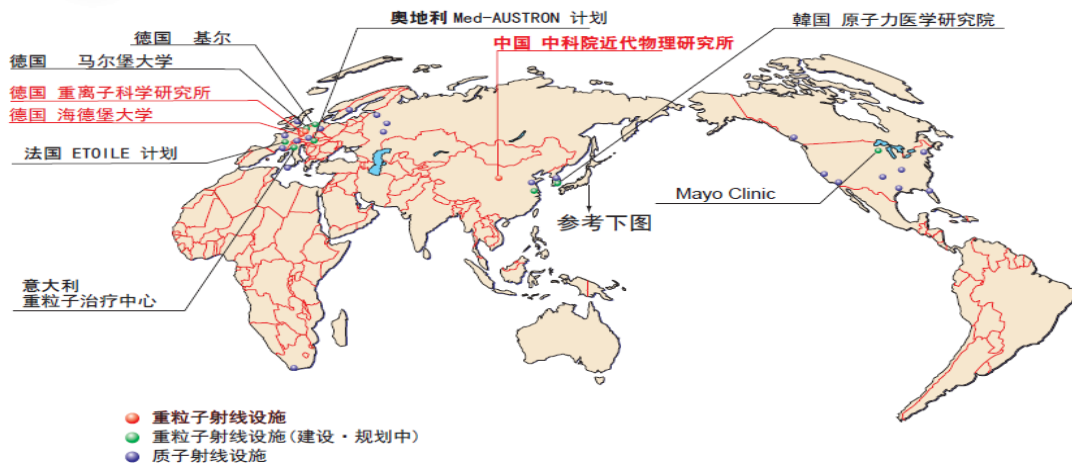 奥地利 Med-AUSTRON 计划
韓国 原子力医学研究院
德国 基尔
中国 中科院近代物理研究所
德国 马尔堡大学
德国 重离子科学研究所
德国 海德堡大学
法国 ETOILE 计划
Mayo Clinic
参考下图
意大利
重粒子治疗中心
重粒子射线设施
重粒子射线设施(建设·规划中)
质子射线设施